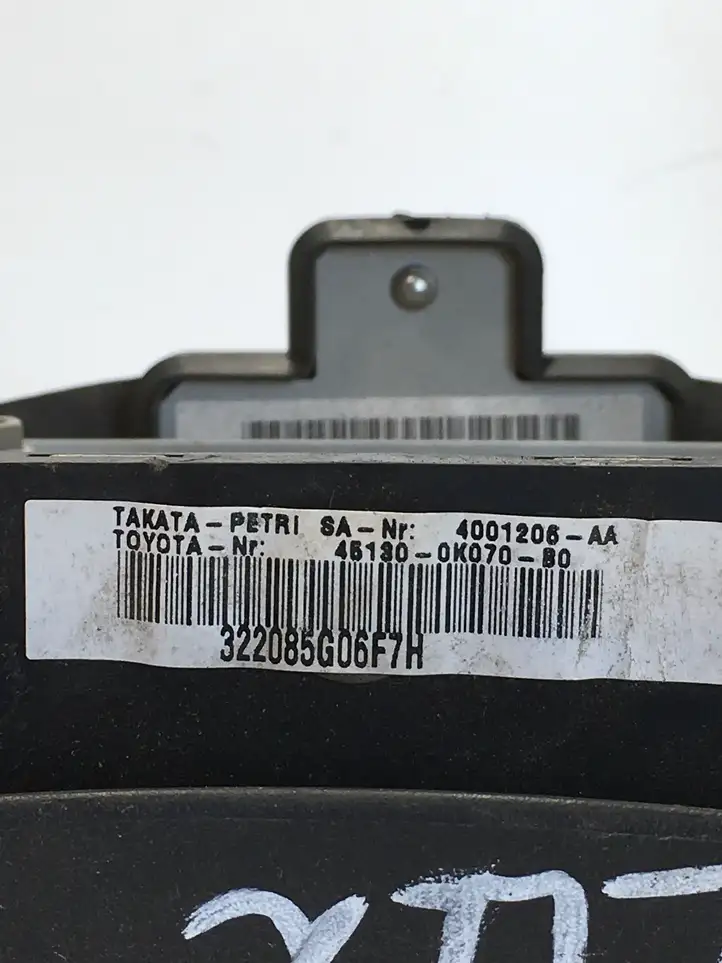 TAKATA-PETRI SA-Nr: 4001206-AA
TOYOTA-Nr: 45130-0K070-B0
322085G06F7H